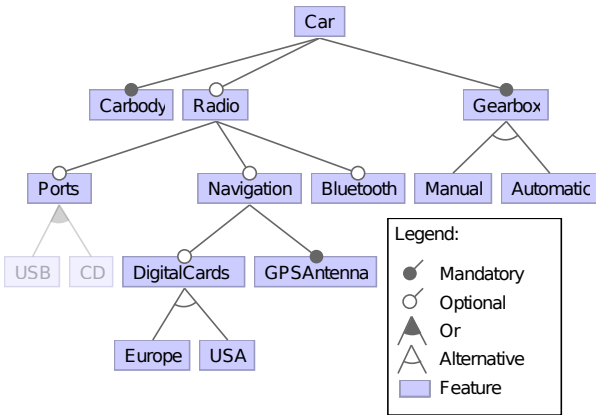 Car
Carbody Radio Gearbox
Ports Navigation Bluetooth Manual Automatic
USB CD DigitalCards GPSAntenna
Europe USA
Legend:
Mandatory
Optional
Or
Alternative
Feature